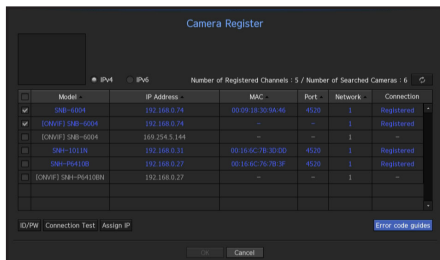 Camera Register
IPv4 IPv6 Number of Registered Channels : 5 / Number of Searched Cameras : 6
Model IP Address MAC Port Network Connection
SNB-6004 192.168.0.74 00:09:18:30:9A:46 4520 1 Registered
[ONVIF] SNB-6004 192.168.0.74 - - 1 Registered
[ONVIF] SNB-6004 169.254.5.144 - 1 -
SNH-1011N 192.168.0.31 00:16:6C:7B:3D:DD 4520 1 Registered
SNH-P6410B 192.168.0.27 00:16:6C:76:7B:3F 4520 1 Registered
[ONVIF] SNH-P6410BN 192.168.0.27 - 1 -
ID/PW Connection Test Assign IP Error code guides
OK Cancel